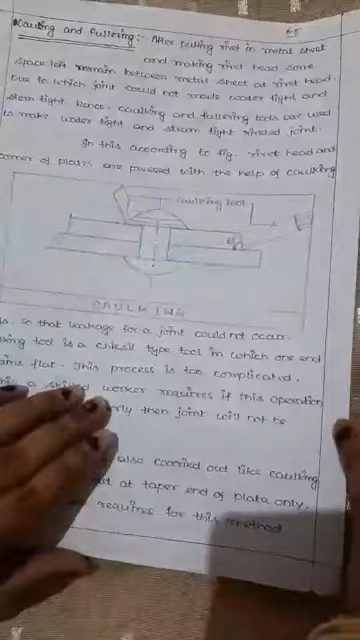 Caulking and fullering:- After putting rivet in metal sheet
and making rivet head some
space left remain between metal sheet at rivet head.
Due to which joint could not made water tight and
stem tight. Hence, caulking and fullering tools are used
to make water tight and steam tight riveted joint.
In this according to fig. rivet head and
corner of plates are pressed with the help of caulking
caulking tool
CAULKING
so that leakage for a joint could not occur.
king tool is a chiesil type tool in which one end
ains flat. This process is too complicated.
a skilled worker requires if this operation
only then joint will not be
also carried out like caulking
at taper end of plate only.
requires for this method